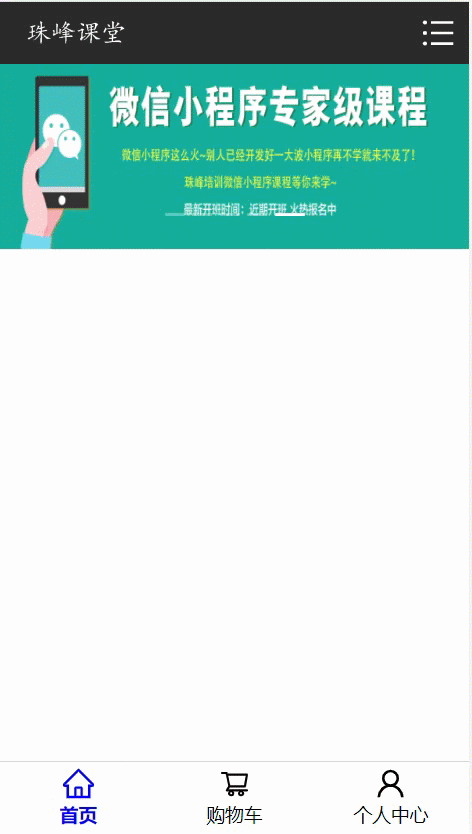 珠峰课堂
微信小程序专家级课程
微信小程序这么火~别人已经开发好一大波小程序再不学就来不及了!
珠峰培训微信小程序课程等你来学~
最新开班时间：近期开班 火热报名中
首页
购物车
个人中心